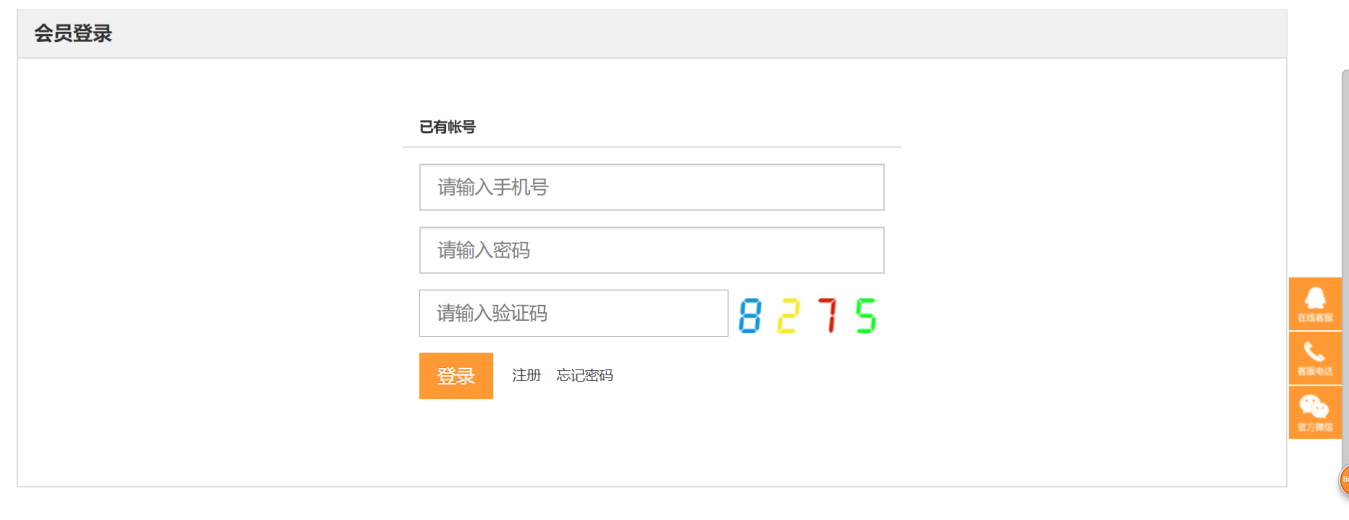 会员登录
已有帐号
请输入手机号
请输入密码
请输入验证码 8275
登录 注册 忘记密码
在线客服
客服电话
官方微信